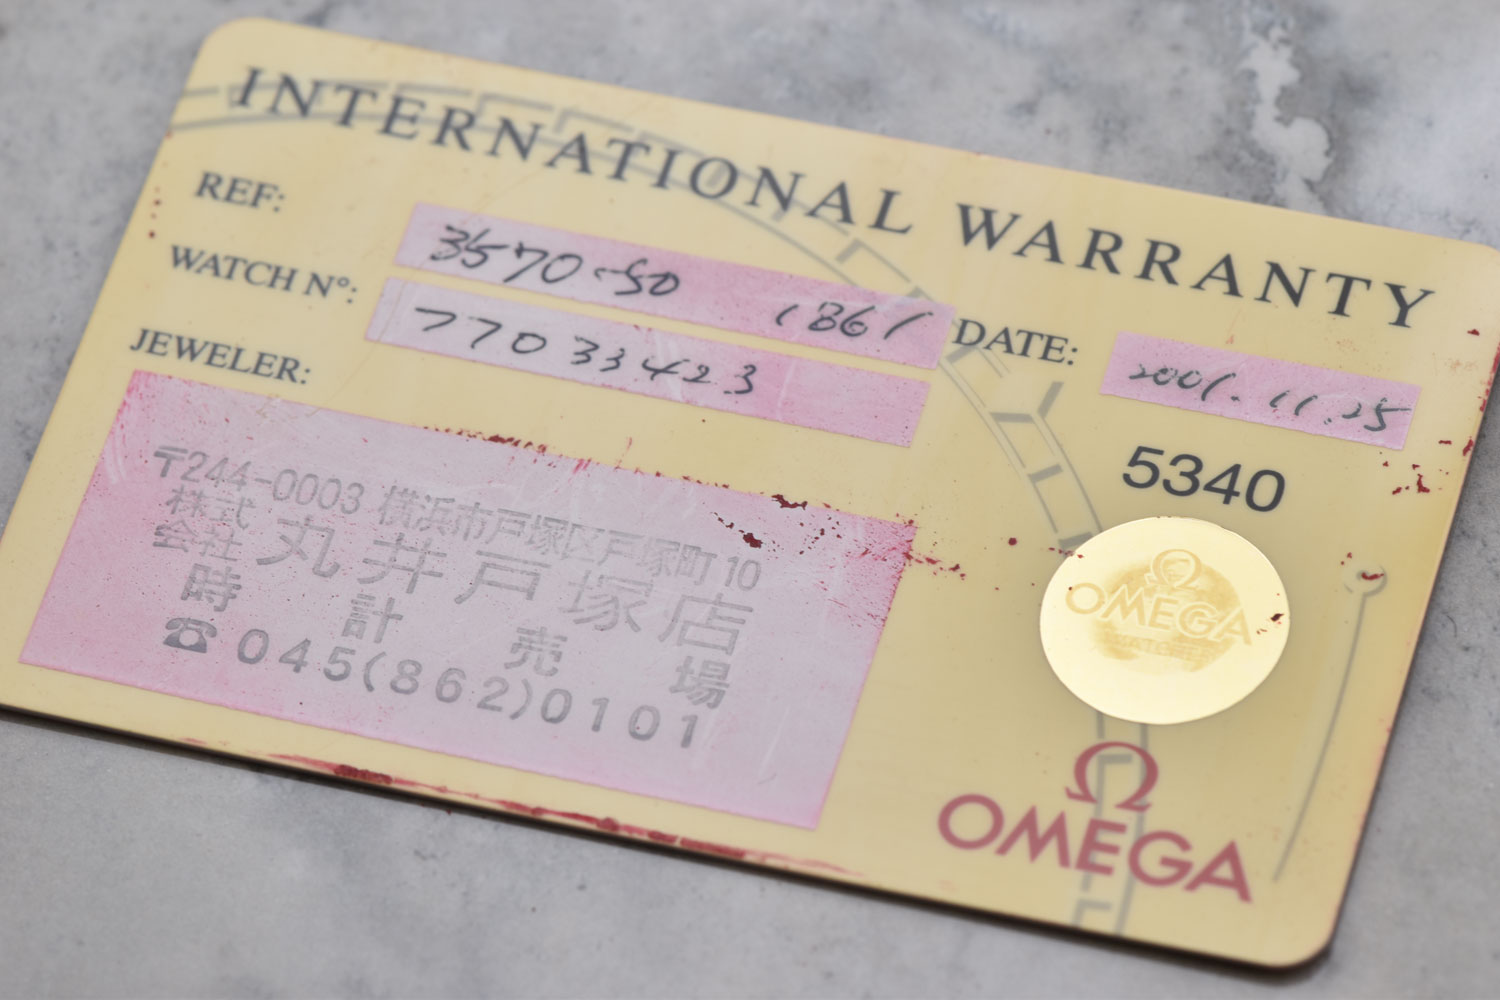 INTERNATIONAL WARRANTY
REF: 3570-50 1861
WATCH Nº: 77033423
DATE: 2001.11.25
JEWELER:
〒244-0003 横浜市戸塚区戸塚町10
株式会社 丸井戸塚店
時計売場
☎045(862)0101
5340
Ω
OMEGA
Ω
OMEGA